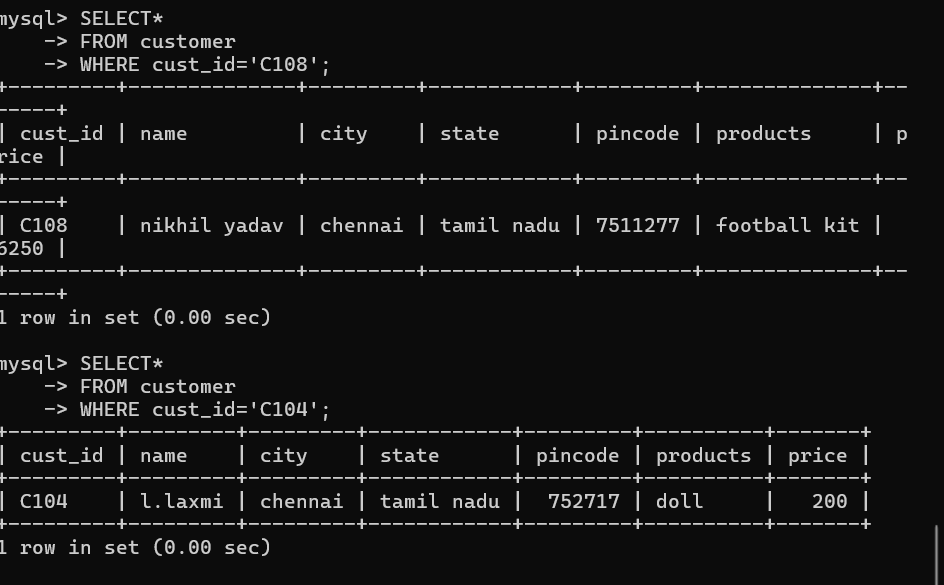 mysql> SELECT*
    -> FROM customer
    -> WHERE cust_id='C108';
+---------+--------------+---------+-------------+---------+---------------+--
-----+
| cust_id | name         | city    | state      | pincode | products     | p
rice |
+---------+--------------+---------+-------------+---------+---------------+--
-----+
| C108    | nikhil yadav | chennai | tamil nadu | 7511277 | football kit |
6250 |
+---------+--------------+---------+-------------+---------+---------------+--
-----+
1 row in set (0.00 sec)

mysql> SELECT*
    -> FROM customer
    -> WHERE cust_id='C104';
+---------+---------+---------+------------+---------+----------+-------+
| cust_id | name    | city    | state      | pincode | products | price |
+---------+---------+---------+------------+---------+----------+-------+
| C104    | l.laxmi | chennai | tamil nadu |  752717 | doll     |   200 |
+---------+---------+---------+------------+---------+----------+-------+
1 row in set (0.00 sec)